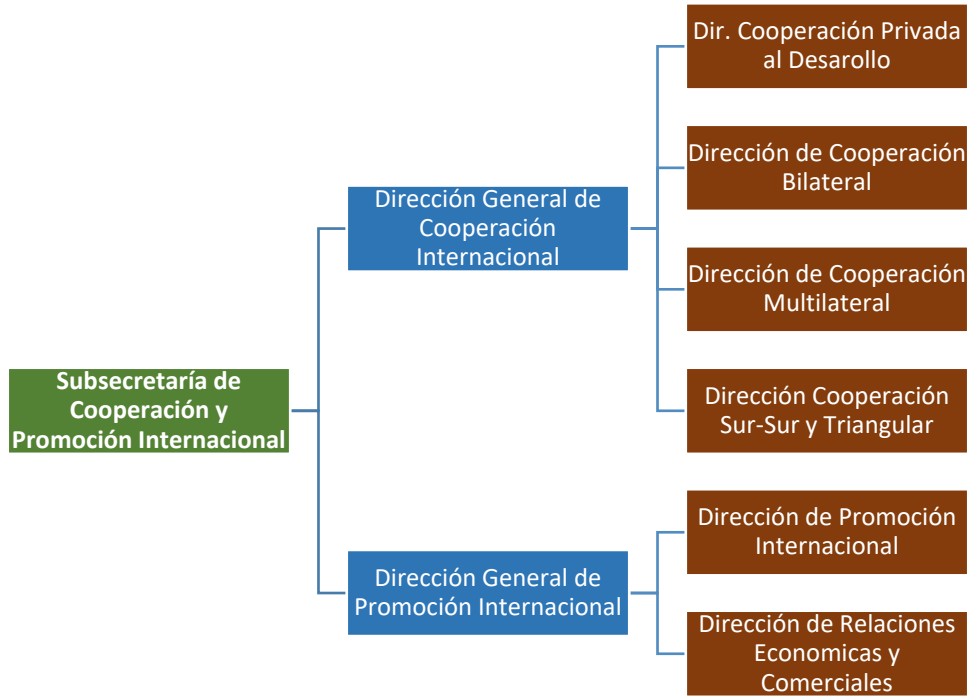 Dir. Cooperación Privada
al Desarollo
Dirección de Cooperación
Bilateral
Dirección General de
Cooperación
Internacional
Dirección de Cooperación
Multilateral
Subsecretaría de
Cooperación y
Promoción Internacional
Dirección Cooperación
Sur-Sur y Triangular
Dirección de Promoción
Internacional
Dirección General de
Promoción Internacional
Dirección de Relaciones
Economicas y
Comerciales